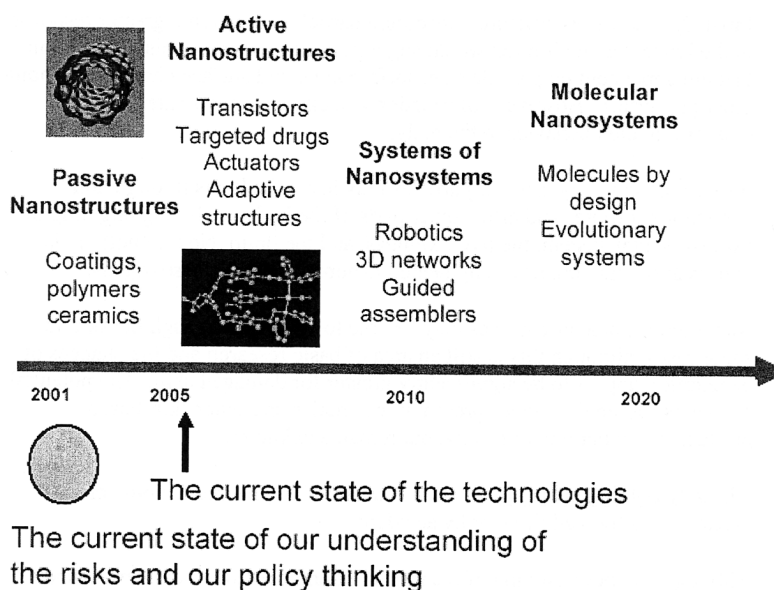 Passive
Nanostructures
Coatings,
polymers
ceramics
Active
Nanostructures
Transistors
Targeted drugs
Actuators
Adaptive
structures
Systems of
Nanosystems
Robotics
3D networks
Guided
assemblers
Molecular
Nanosystems
Molecules by
design
Evolutionary
systems
2001
2005
2010
2020
The current state of the technologies
The current state of our understanding of
the risks and our policy thinking